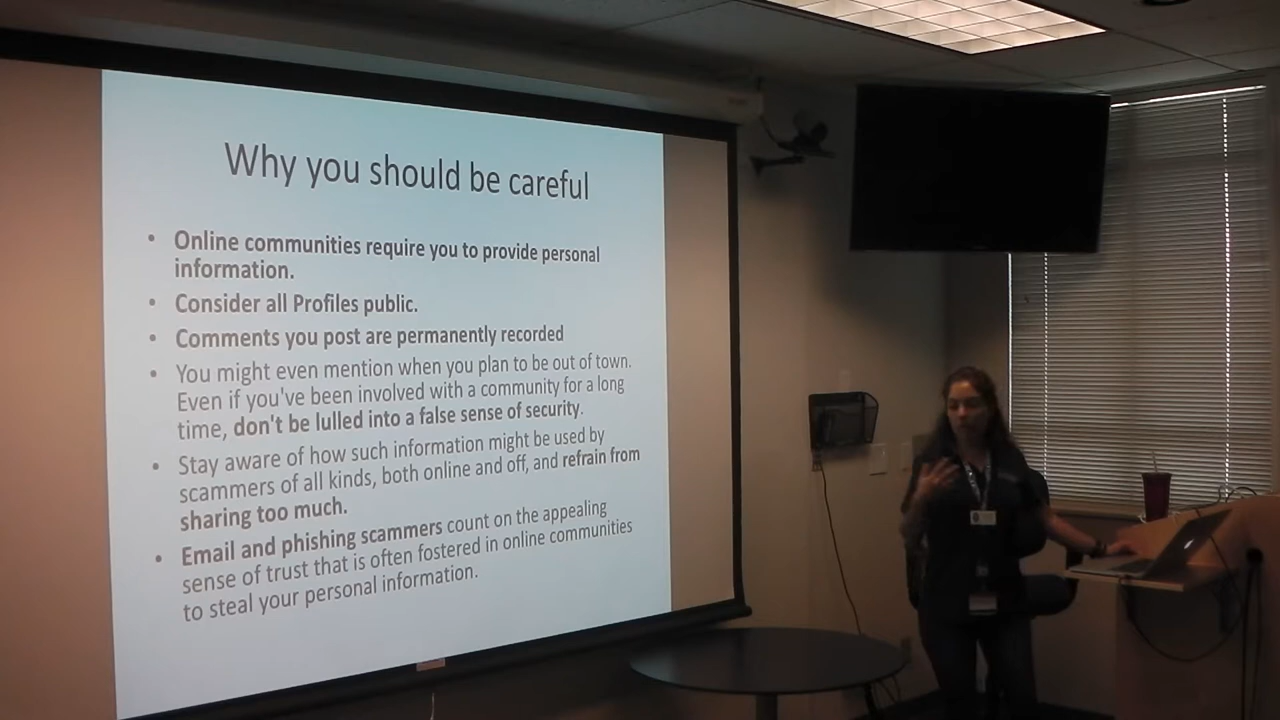 Why you should be careful
• Online communities require you to provide personal
information.
• Consider all Profiles public.
• Comments you post are permanently recorded
• You might even mention when you plan to be out of town.
Even if you've been involved with a community for a long
time, don't be lulled into a false sense of security.
• Stay aware of how such information might be used by
scammers of all kinds, both online and off, and refrain from
sharing too much.
• Email and phishing scammers count on the appealing
sense of trust that is often fostered in online communities
to steal your personal information.